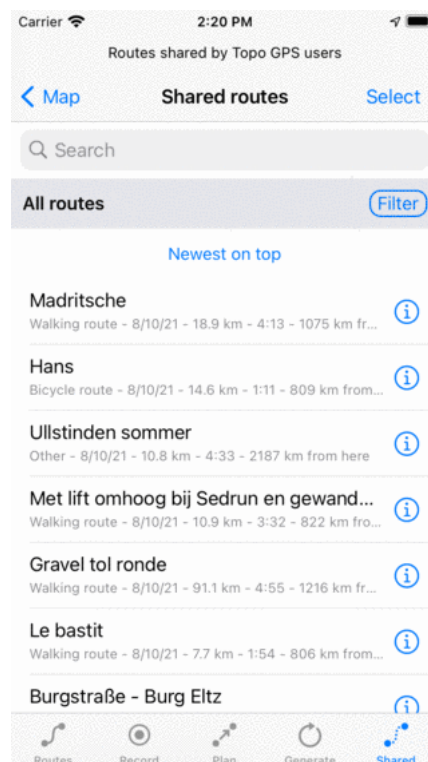 Carrier 2:20 PM
Routes shared by Topo GPS users
Map Shared routes Select
Search
All routes Filter
Newest on top
Madritsche
Walking route - 8/10/21 - 18.9 km - 4:13 - 1075 km fr...
Hans
Bicycle route - 8/10/21 - 14.6 km - 1:11 - 809 km from...
Ullstinden sommer
Other - 8/10/21 - 10.8 km - 4:33 - 2187 km from here
Met lift omhoog bij Sedrun en gewand...
Walking route - 8/10/21 - 10.9 km - 3:32 - 822 km fro...
Gravel tol ronde
Walking route - 8/10/21 - 91.1 km - 4:55 - 1216 km fr...
Le bastit
Walking route - 8/10/21 - 7.7 km - 1:54 - 806 km from...
Burgstraße - Burg Eltz
Routes Record Plan Generate Shared